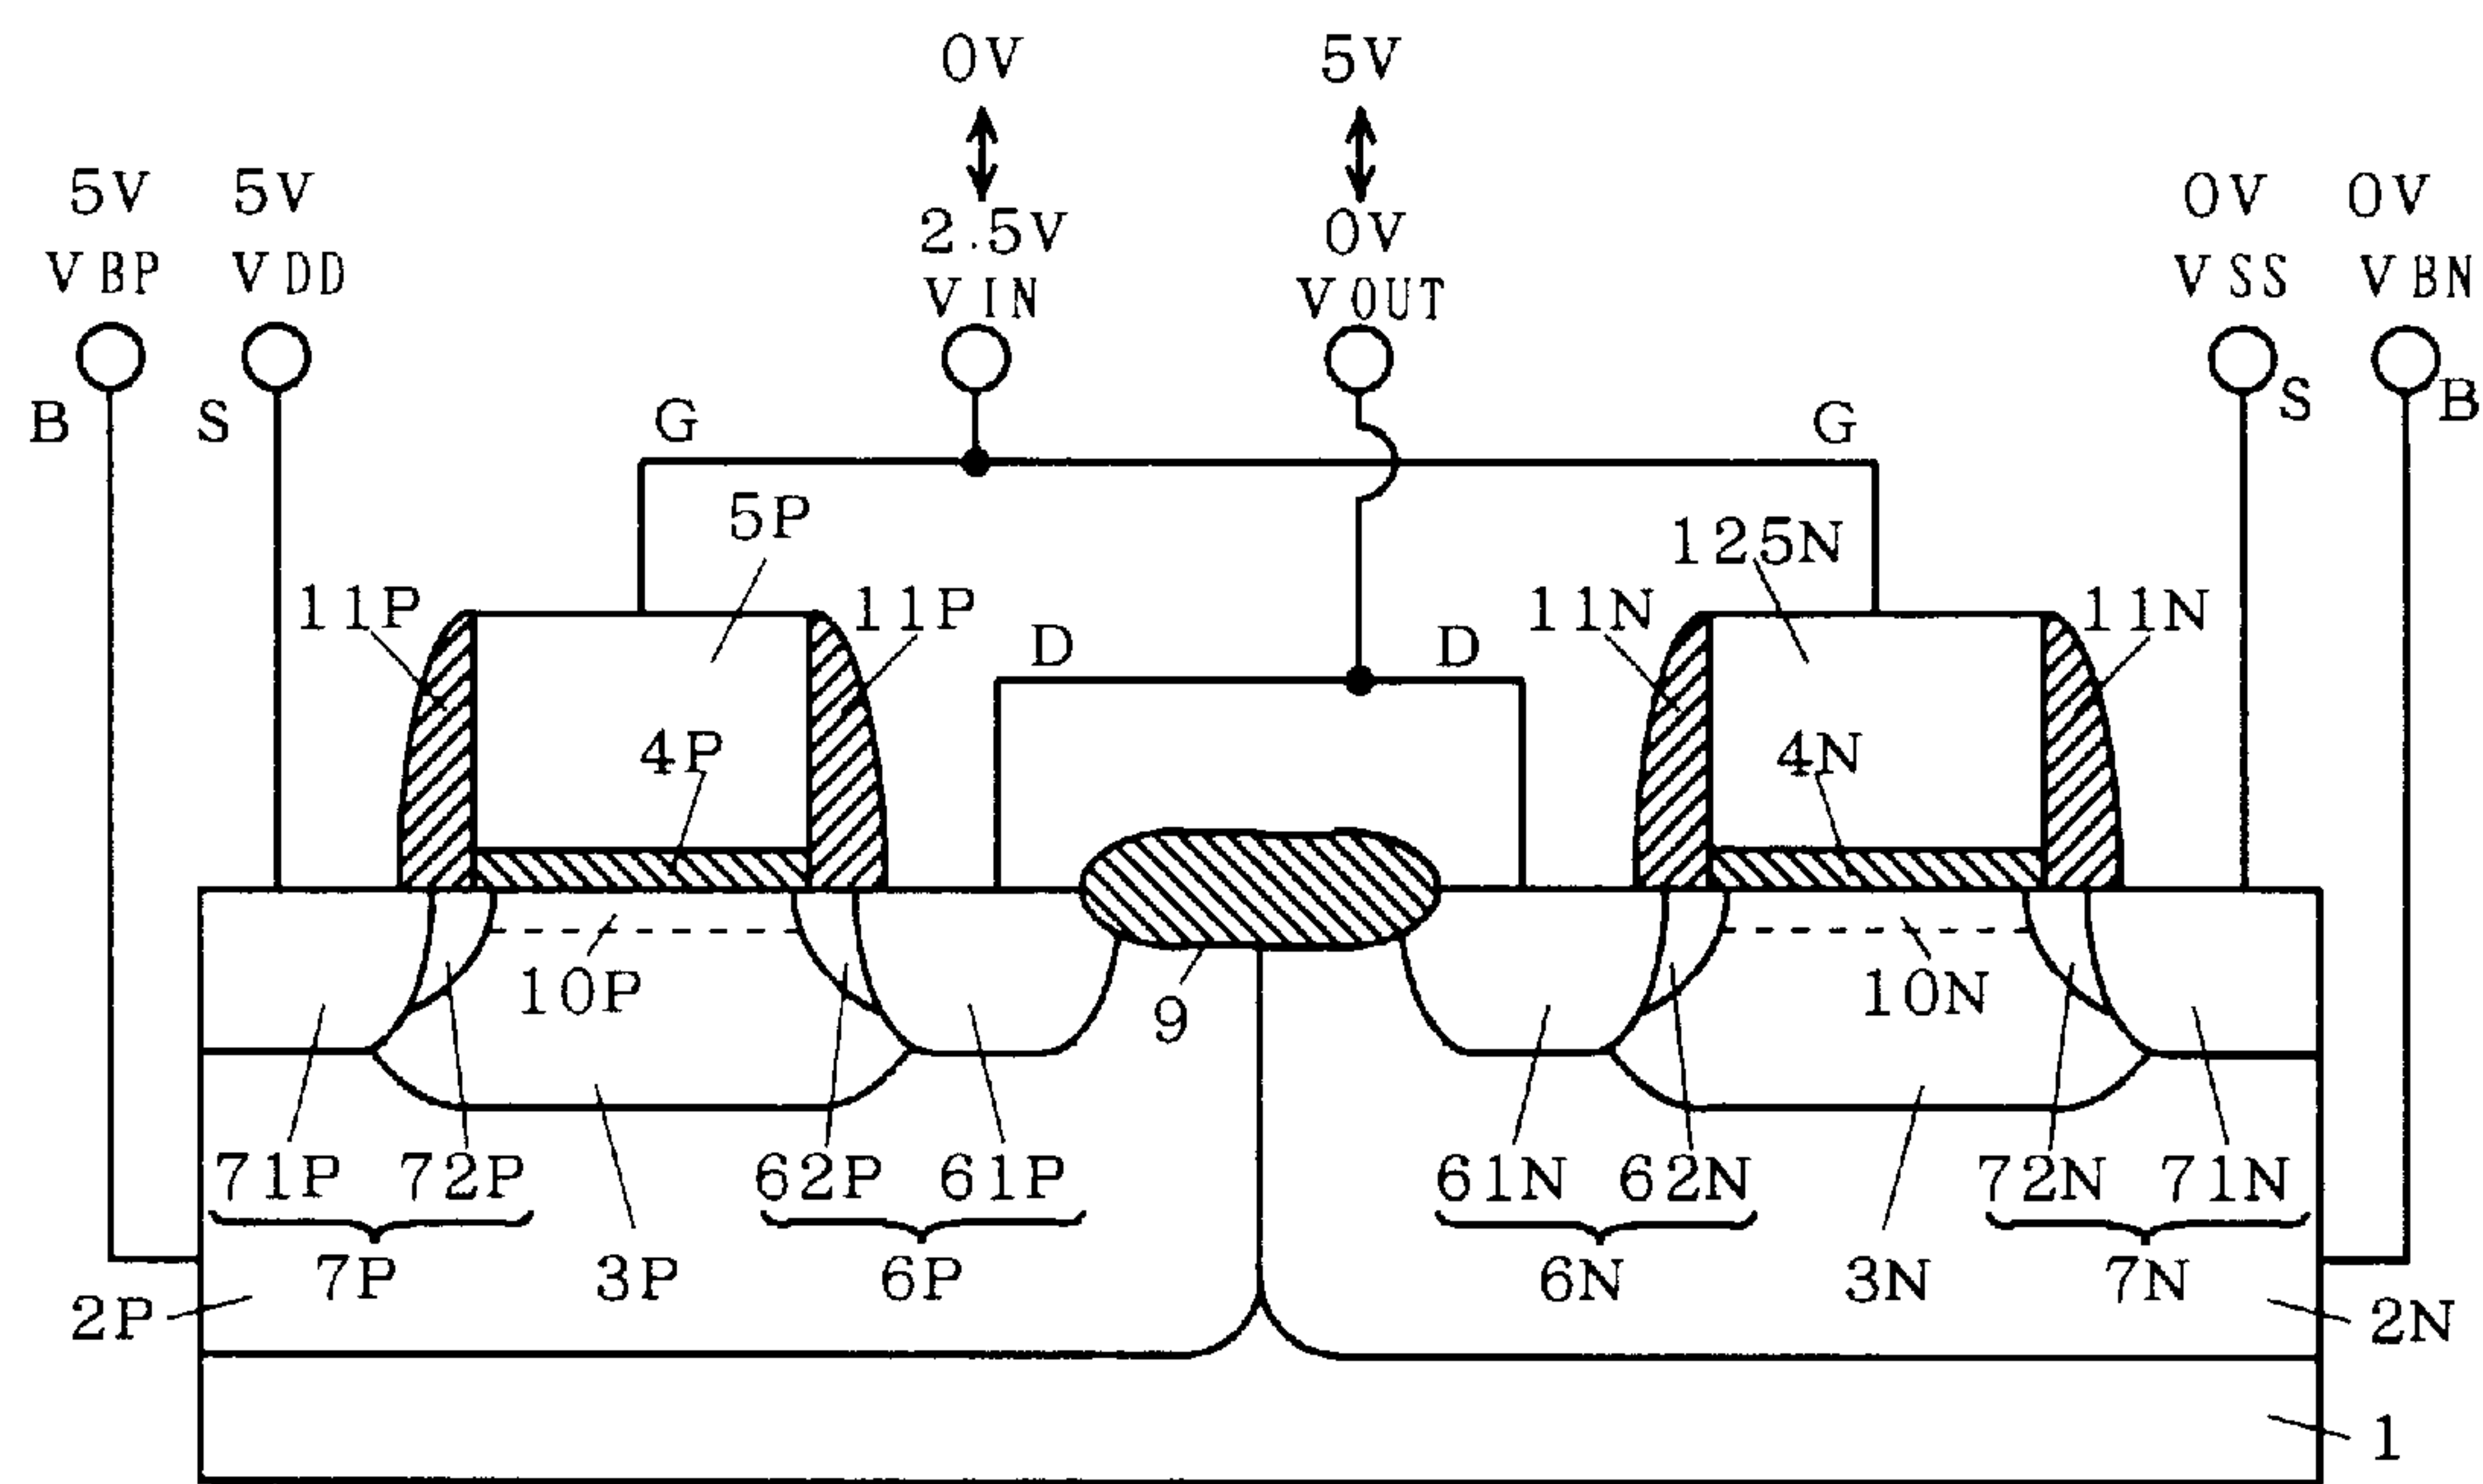 0V 5V
5V 5V 2.5V 0V 0V 0V
VBP VDD VIN VOUT VSS VBN
B S G G S B
5P 125N
11P 11P 11N 11N
D D
4P 4N
10P 9 10N
71P 72P 62P 61P 61N 62N 72N 71N
7P 3P 6P 6N 3N 7N
2P 2N
1